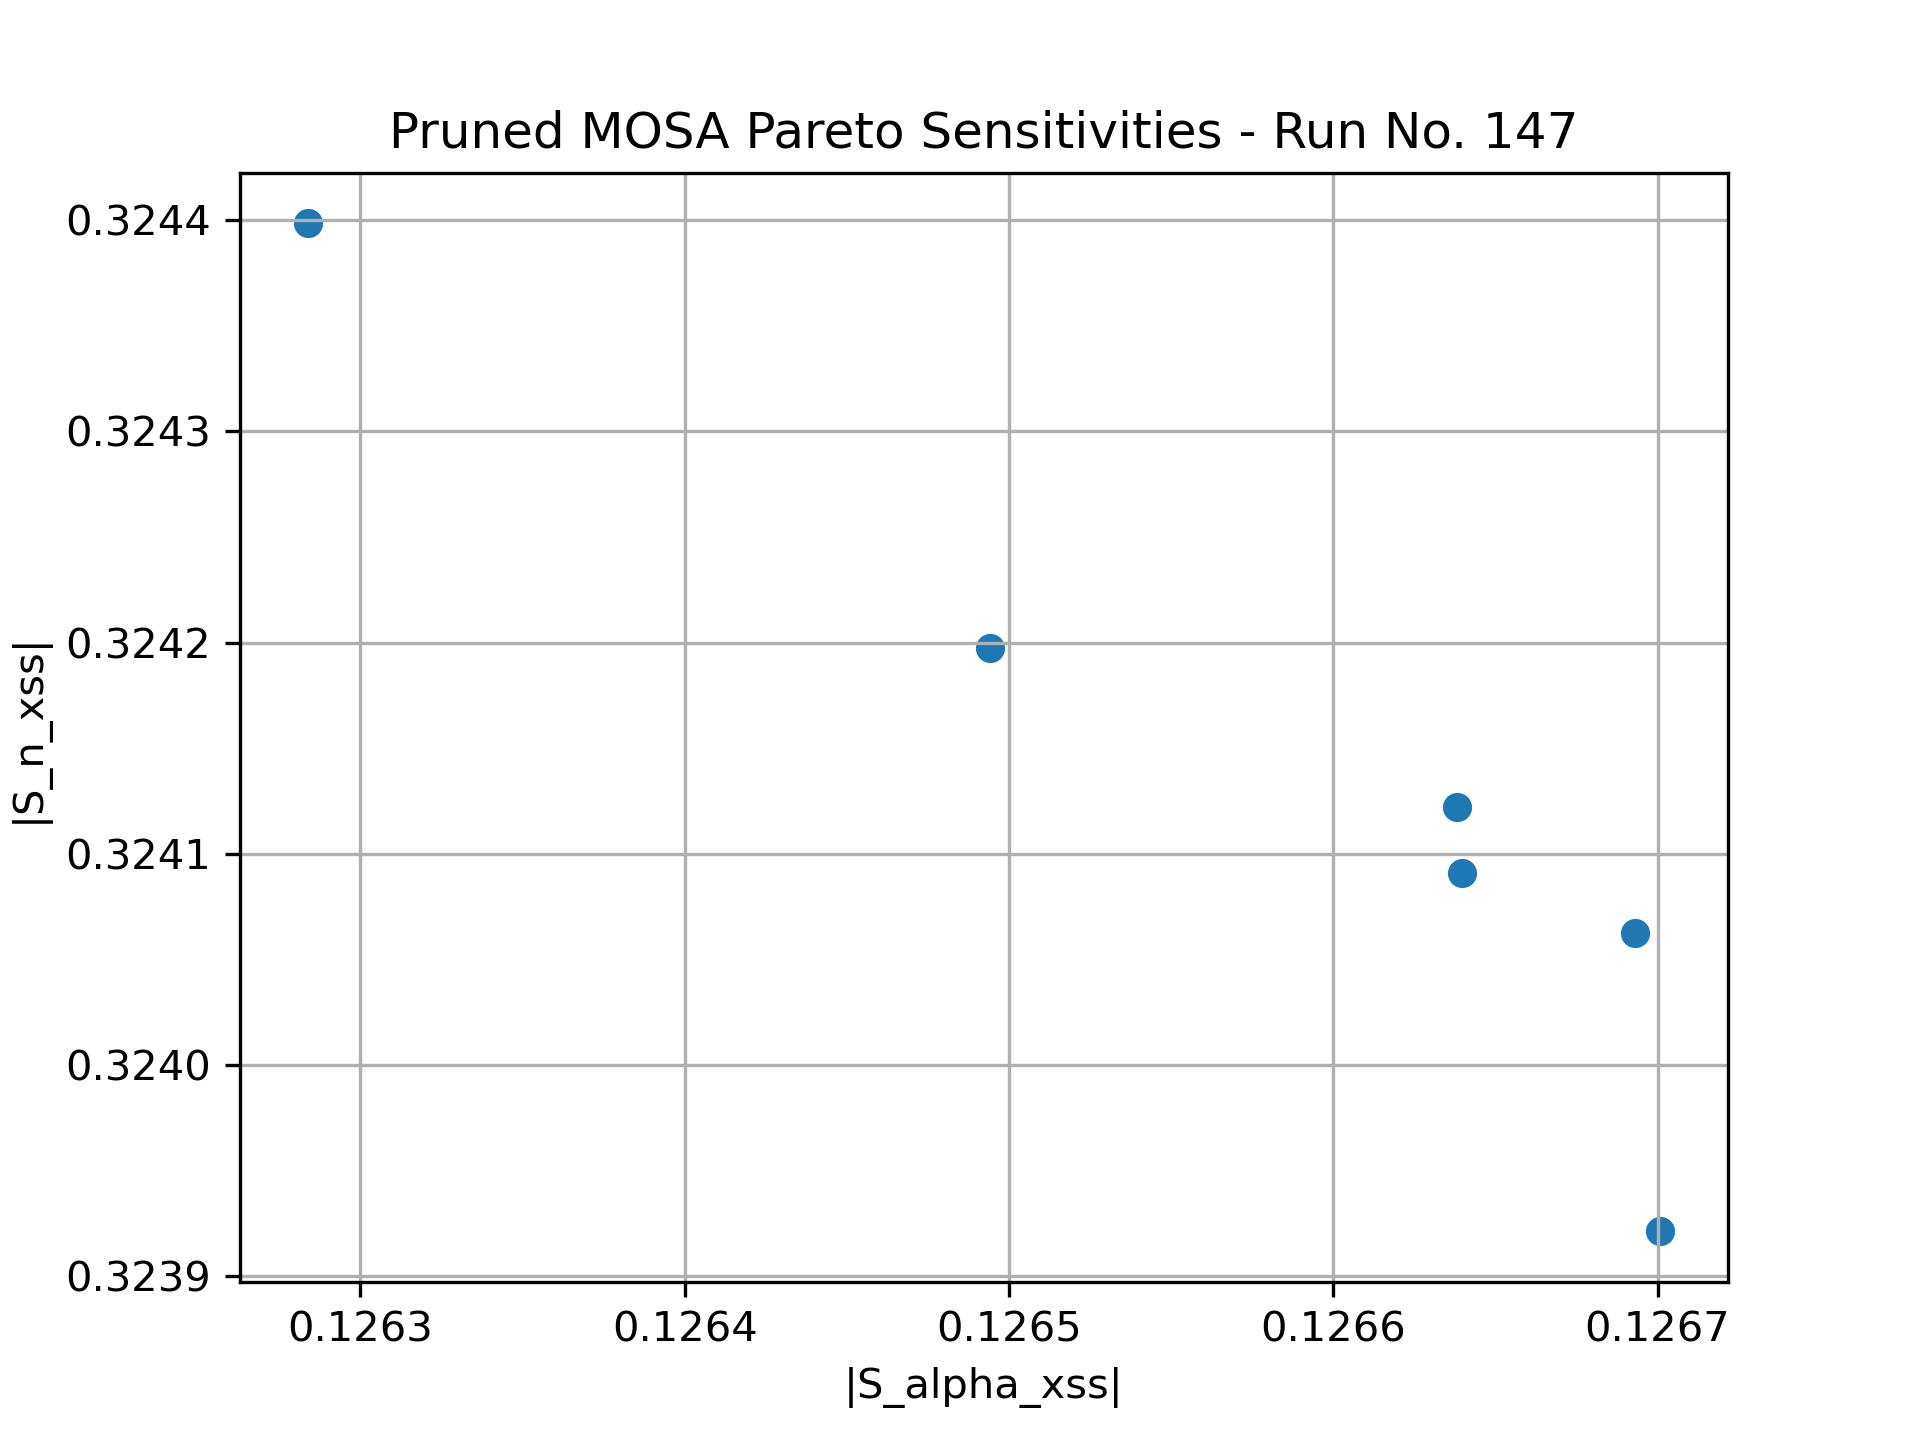 Pruned MOSA Pareto Sensitivities - Run No. 147
|S_n_xss|
0.3244
0.3243
0.3242
0.3241
0.3240
0.3239
0.1263 0.1264 0.1265 0.1266 0.1267
|S_alpha_xss|